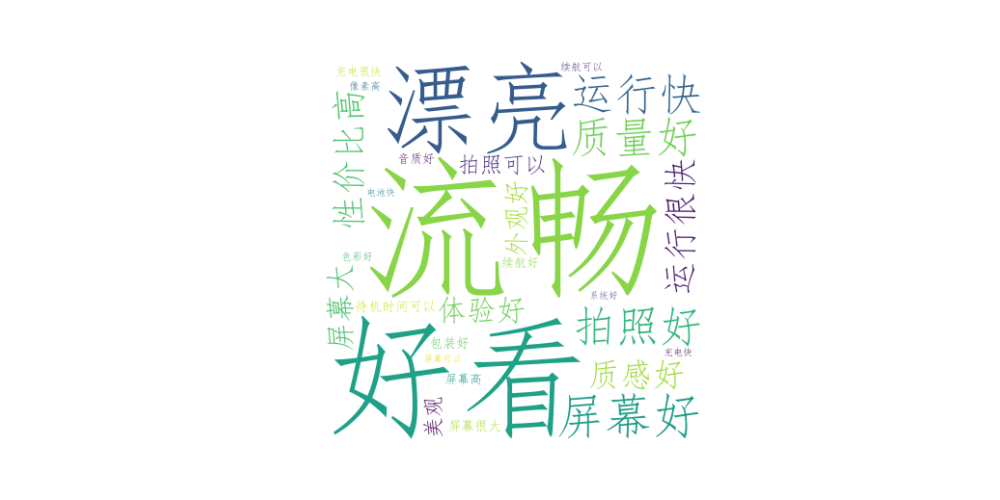 充电很快
像素高
漂亮
续航可以
运行快
性价比高
质量好
音质好
拍照可以
电池快
流畅
外观好
运行很快
色彩好
续航好
屏幕大
待机时间可以
体验好
系统好
拍照好
好看
包装好
屏幕可以
充电快
屏幕高
质感好
美观
屏幕很大
屏幕好